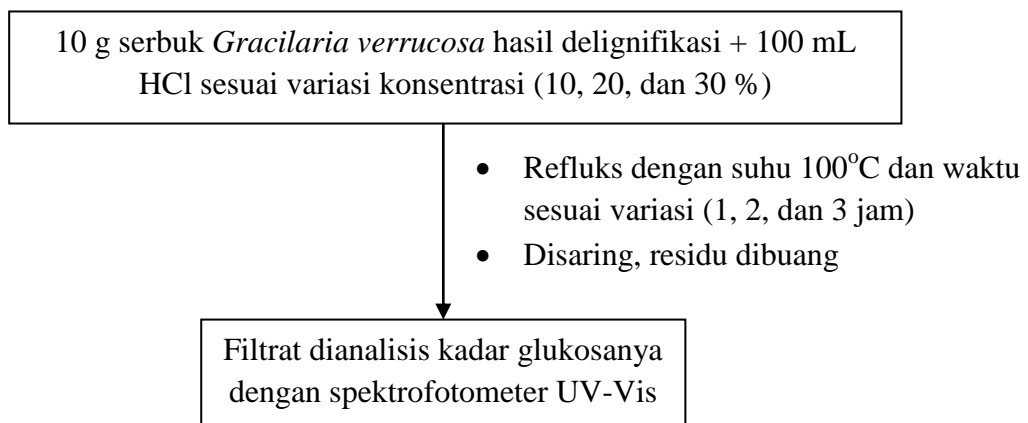 10 g serbuk Gracilaria verrucosa hasil delignifikasi + 100 mL
HCl sesuai variasi konsentrasi (10, 20, dan 30 %)
• Refluks dengan suhu 100°C dan waktu
sesuai variasi (1, 2, dan 3 jam)
• Disaring, residu dibuang
Filtrat dianalisis kadar glukosanya
dengan spektrofotometer UV-Vis